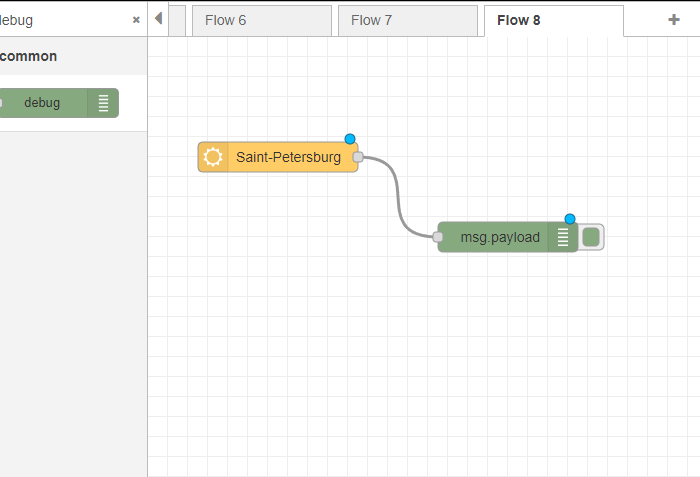 debug
Flow 6
Flow 7
Flow 8
common
debug
Saint-Petersburg
msg.payload